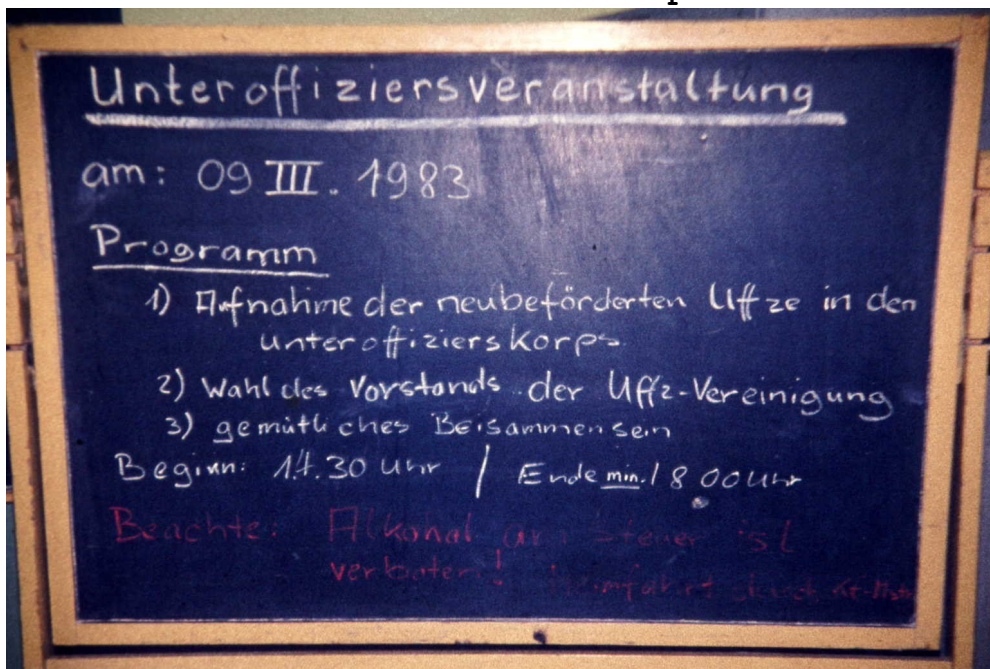 Unteroffiziersveranstaltung
am: 09 III. 1983
Programm
1) Aufnahme der neubeförderten Uffze in den
unteroffizierskorps
2) Wahl des Vorstands der Uffz-Vereinigung
3) gemütliches Beisammensein
Beginn: 14.30 Uhr / Ende min. 18 00 Uhr
Beachte: Alkohol am Steuer ist
verboten! Heimfahrt durch